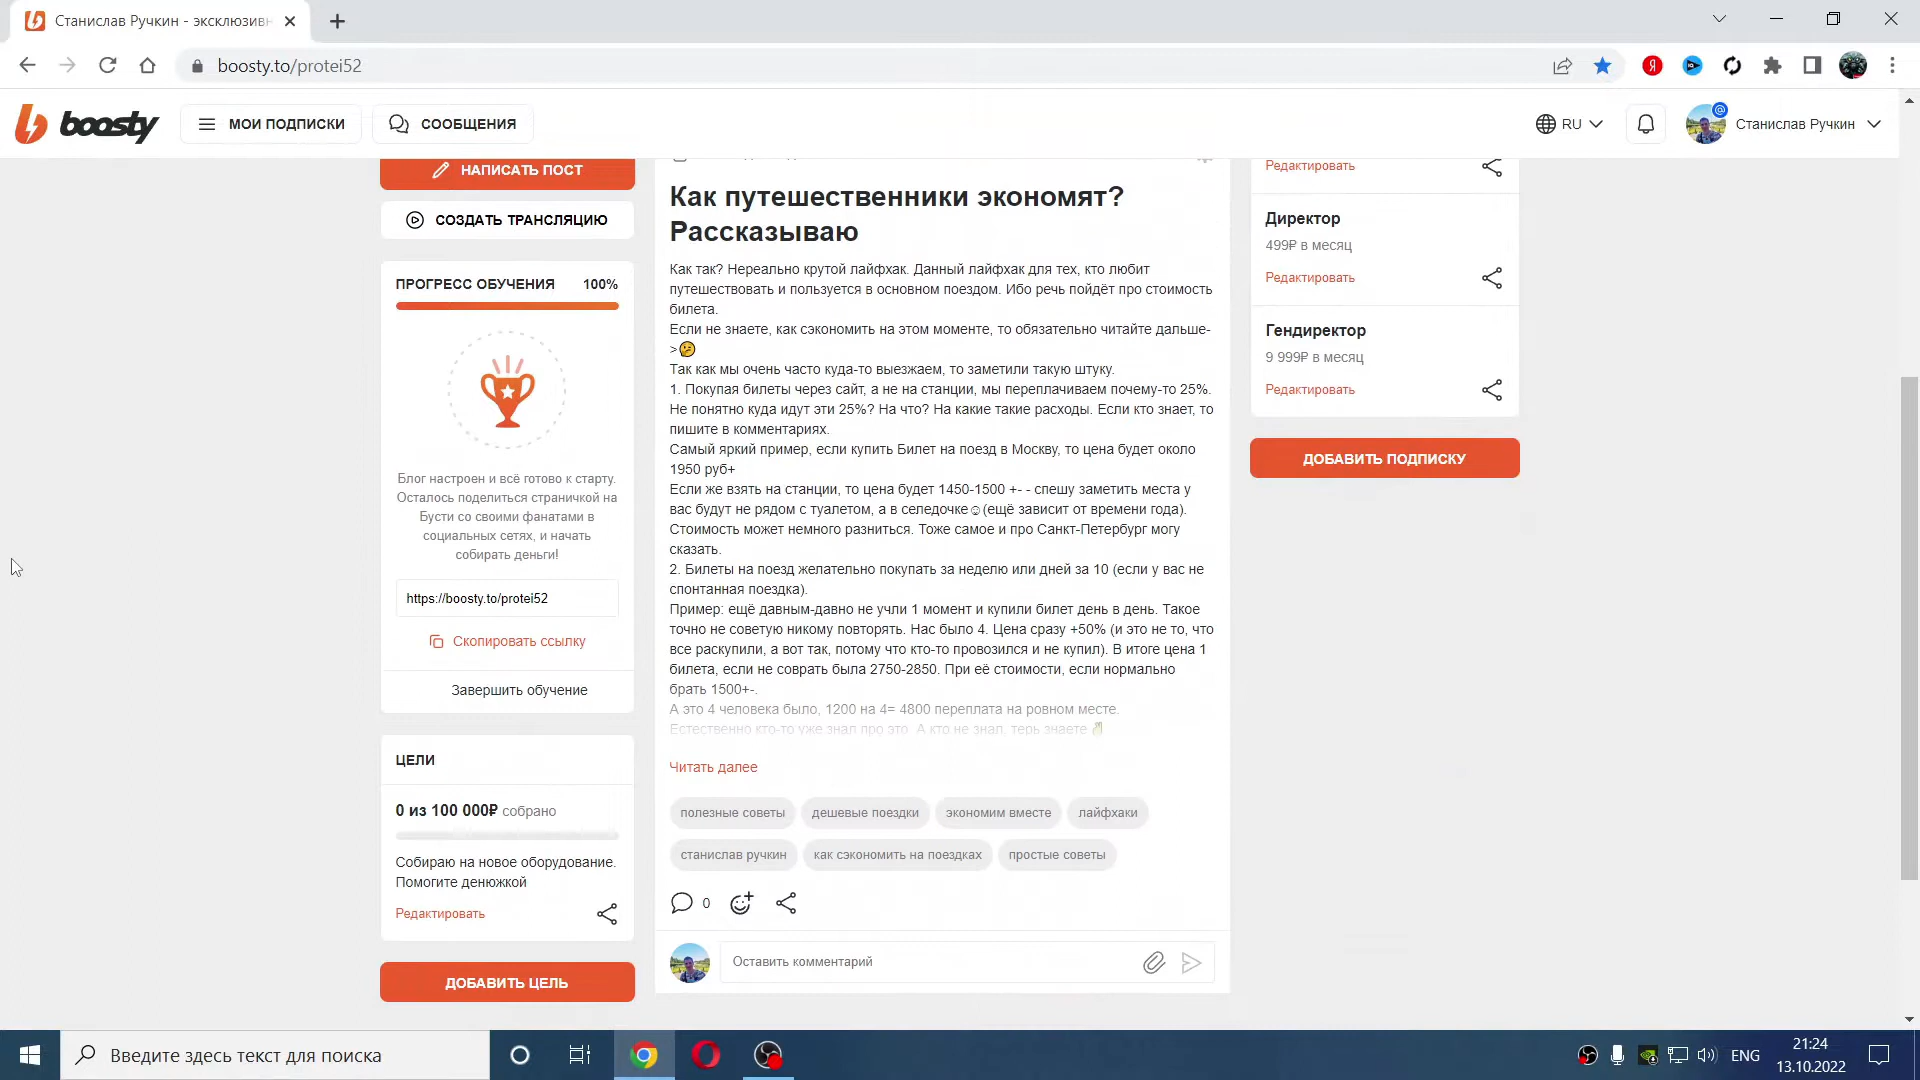 Станислав Ручкин - эксклюзивн
boosty.to/protei52
boosty
МОИ ПОДПИСКИ
СООБЩЕНИЯ
RU
Станислав Ручкин
НАПИСАТЬ ПОСТ
СОЗДАТЬ ТРАНСЛЯЦИЮ
ПРОГРЕСС ОБУЧЕНИЯ 100%
Блог настроен и всё готово к старту.
Осталось поделиться страничкой на
Бусти со своими фанатами в
социальных сетях, и начать
собирать деньги!
https://boosty.to/protei52
Скопировать ссылку
Завершить обучение
ЦЕЛИ
0 из 100 000₽ собрано
Собираю на новое оборудование.
Помогите денюжкой
Редактировать
ДОБАВИТЬ ЦЕЛЬ
Как путешественники экономят?
Рассказываю
Как так? Нереально крутой лайфхак. Данный лайфхак для тех, кто любит
путешествовать и пользуется в основном поездом. Ибо речь пойдёт про стоимость
билета.
Если не знаете, как сэкономить на этом моменте, то обязательно читайте дальше-
>🤔
Так как мы очень часто куда-то выезжаем, то заметили такую штуку.
1. Покупая билеты через сайт, а не на станции, мы переплачиваем почему-то 25%.
Не понятно куда идут эти 25%? На что? На какие такие расходы. Если кто знает, то
пишите в комментариях.
Самый яркий пример, если купить Билет на поезд в Москву, то цена будет около
1950 руб+
Если же взять на станции, то цена будет 1450-1500 +- - спешу заметить места у
вас будут не рядом с туалетом, а в селедочке☺(ещё зависит от времени года).
Стоимость может немного разниться. Тоже самое и про Санкт-Петербург могу
сказать.
2. Билеты на поезд желательно покупать за неделю или дней за 10 (если у вас не
спонтанная поездка).
Пример: ещё давным-давно не учли 1 момент и купили билет день в день. Такое
точно не советую никому повторять. Нас было 4. Цена сразу +50% (и это не то, что
все раскупили, а вот так, потому что кто-то провозился и не купил). В итоге цена 1
билета, если не соврать была 2750-2850. При её стоимости, если нормально
брать 1500+-.
А это 4 человека было, 1200 на 4= 4800 переплата на ровном месте.
Естественно кто-то уже знал про это. А кто не знал, терь знаете✌
Читать далее
полезные советы дешевые поездки экономим вместе лайфхаки
станислав ручкин как сэкономить на поездках простые советы
0
Оставить комментарий
Редактировать
Директор
499₽ в месяц
Редактировать
Гендиректор
9 999₽ в месяц
Редактировать
ДОБАВИТЬ ПОДПИСКУ
Введите здесь текст для поиска
ENG
21:24
13.10.2022